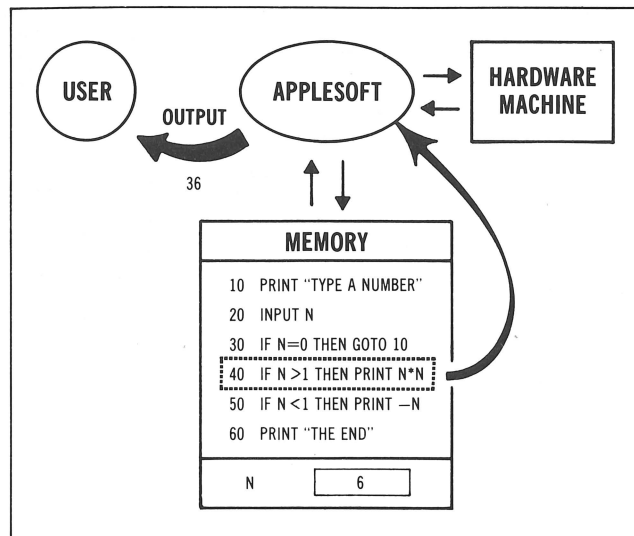 USER
OUTPUT
36
APPLESOFT
HARDWARE
MACHINE
MEMORY
10 PRINT "TYPE A NUMBER"
20 INPUT N
30 IF N=0 THEN GOTO 10
40 IF N >1 THEN PRINT N*N
50 IF N <1 THEN PRINT —N
60 PRINT "THE END"
N 6